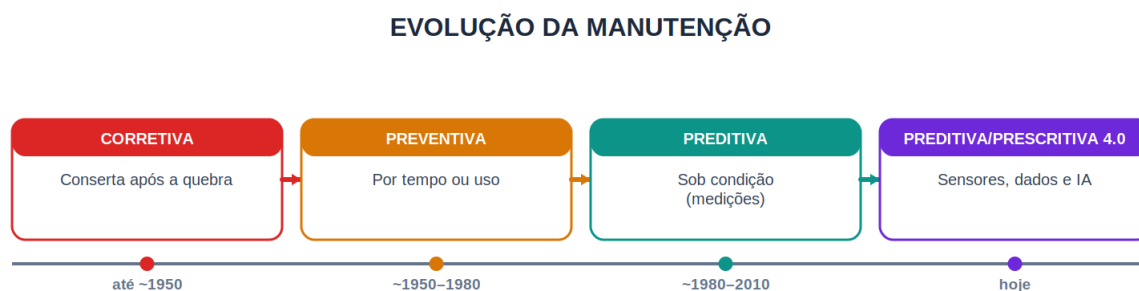 EVOLUÇÃO DA MANUTENÇÃO
CORRETIVA
Conserta após a quebra
PREVENTIVA
Por tempo ou uso
PREDITIVA
Sob condição
(medições)
PREDITIVA/PRESCRITIVA 4.0
Sensores, dados e IA
até ~1950
~1950–1980
~1980–2010
hoje